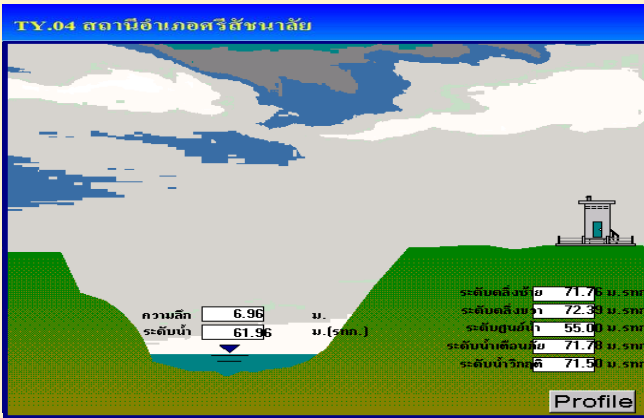 TY.04 สถานีอำเภอศรีสัชนาลัย
ความลึก 6.96 ม.
ระดับน้ำ 61.96 ม.(รทก.)
ระดับตลิ่งซ้าย 71.76 ม.รทก
ระดับตลิ่งขวา 72.39 ม.รทก
ระดับศูนย์น้ำ 55.00 ม.รทก
ระดับน้ำเตือนภัย 71.78 ม.รทก
ระดับน้ำวิกฤติ 71.50 ม.รทก
Profile